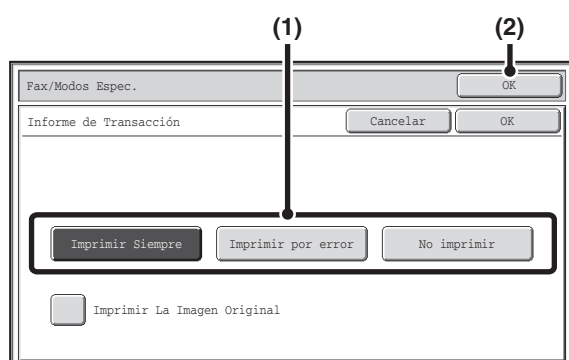 (1) (2)
Fax/Modos Espec. OK
Informe de Transacción Cancelar OK
Imprimir Siempre Imprimir por error No imprimir
Imprimir La Imagen Original